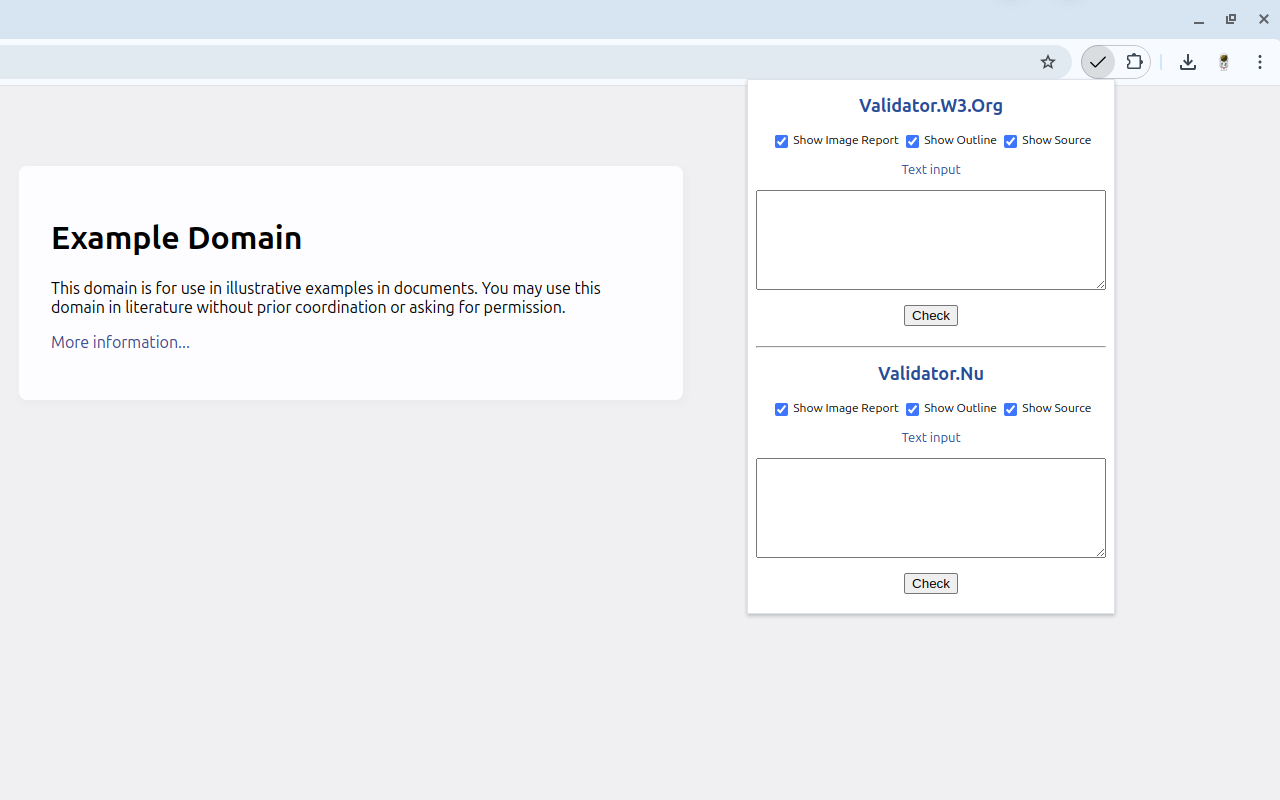 Example Domain
This domain is for use in illustrative examples in documents. You may use this
domain in literature without prior coordination or asking for permission.
More information...
Validator.W3.Org
Show Image Report Show Outline Show Source
Text input
Check
Validator.Nu
Show Image Report Show Outline Show Source
Text input
Check